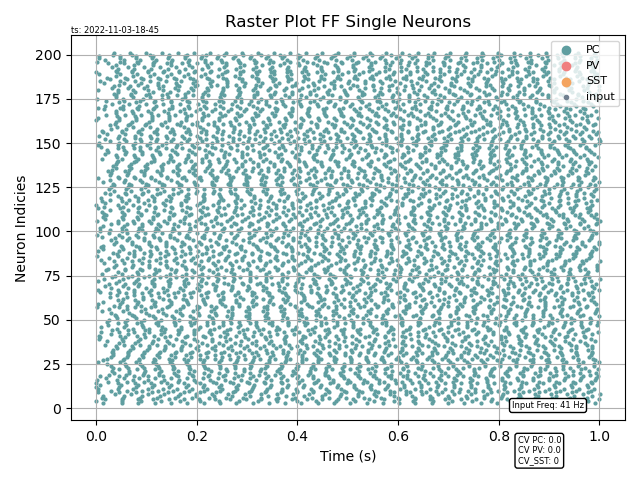 Raster Plot FF Single Neurons
ts: 2022-11-03-18-45
PC
PV
SST
input
200
175
150
125
100
75
50
25
0
Neuron Indicies
Input Freq: 41 Hz
0.0 0.2 0.4 0.6 0.8 1.0
Time (s)
CV PC: 0.0
CV PV: 0.0
CV_SST: 0